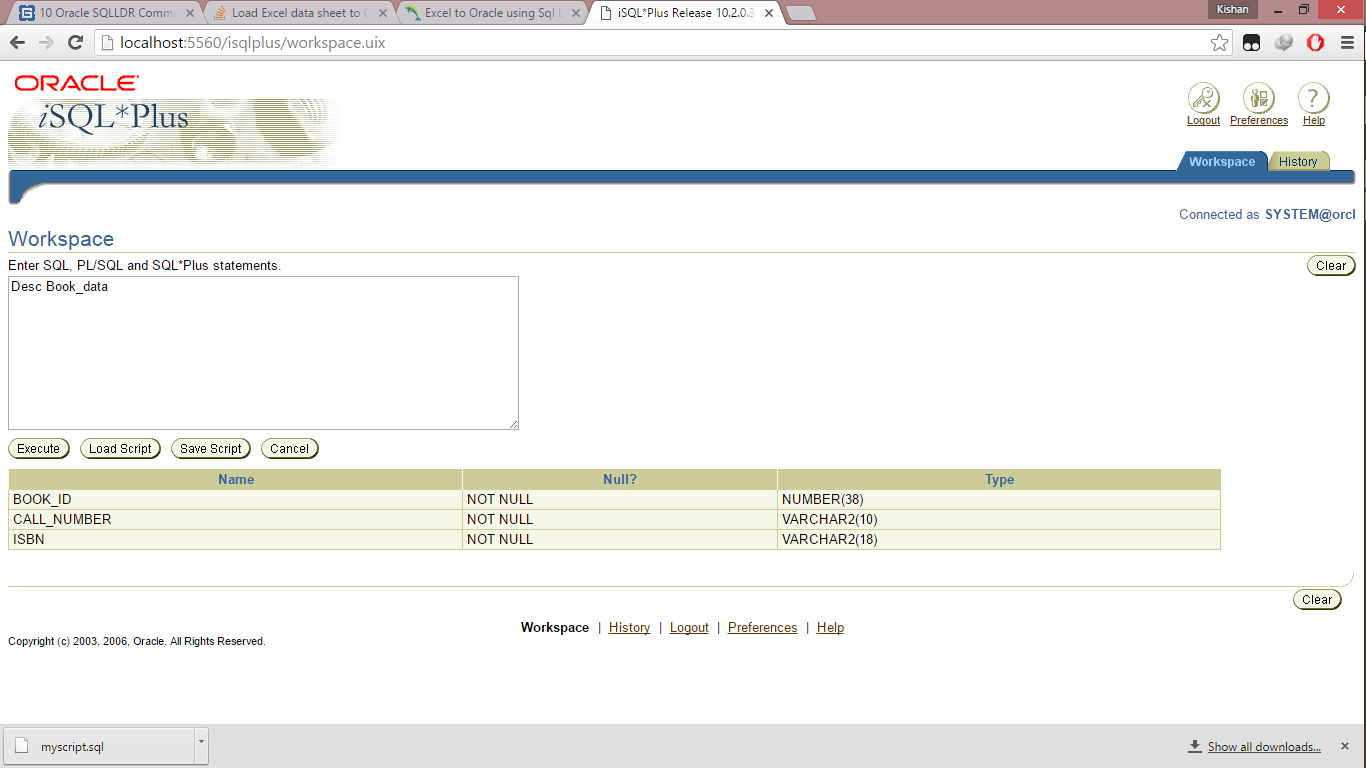 10 Oracle SQLLDR Comma
Load Excel data sheet to O
Excel to Oracle using Sql L
iSQL*Plus Release 10.2.0.3
Kishan
localhost:5560/isqlplus/workspace.uix
ORACLE
iSQL*Plus
Logout Preferences Help
Workspace History
Connected as SYSTEM@orcl
Workspace
Enter SQL, PL/SQL and SQL*Plus statements.
Clear
Desc Book_data
Execute Load Script Save Script Cancel
Name Null? Type
BOOK_ID NOT NULL NUMBER(38)
CALL_NUMBER NOT NULL VARCHAR2(10)
ISBN NOT NULL VARCHAR2(18)
Clear
Workspace | History | Logout | Preferences | Help
Copyright (c) 2003, 2006, Oracle. All Rights Reserved.
myscript.sql
Show all downloads...